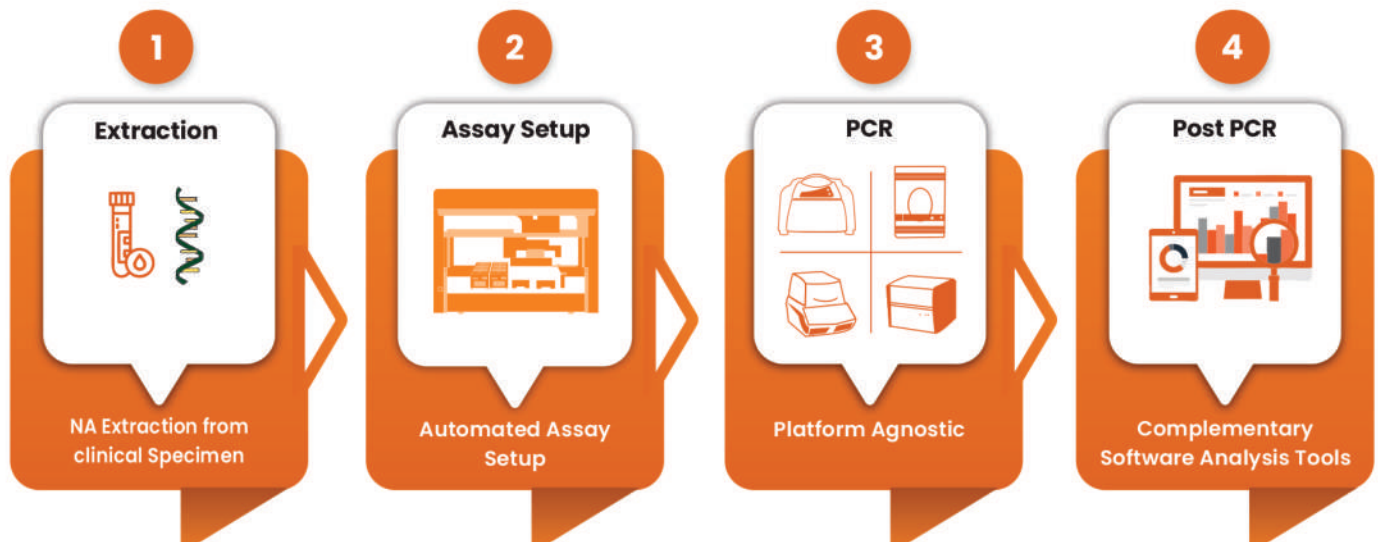 1
Extraction
NA Extraction from
clinical Specimen
2
Assay Setup
Automated Assay
Setup
3
PCR
Platform Agnostic
4
Post PCR
Complementary
Software Analysis Tools